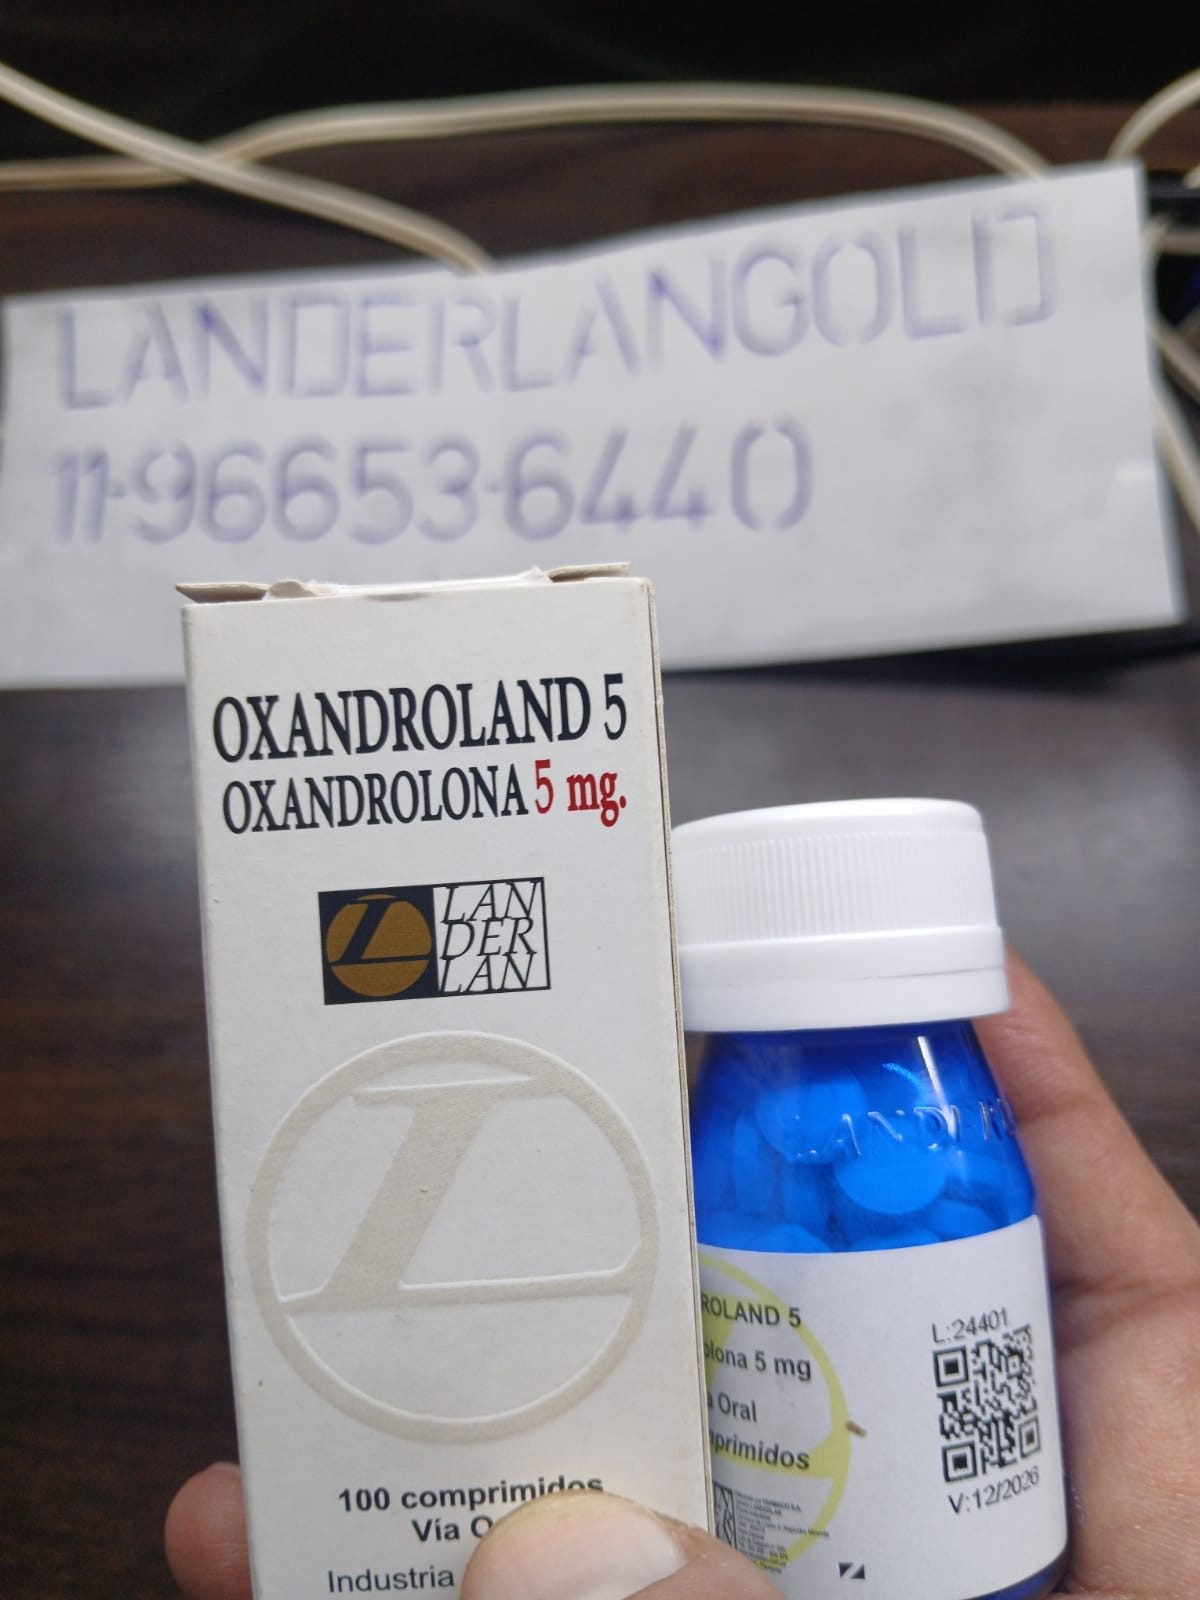 LANDERLANGOLD
11-96653-6440
OXANDROLAND 5
OXANDROLONA 5 mg.
LAN
DER
LAN
100 comprimidos
Vía O
Industria
LANDERL
ROLAND 5
olona 5 mg
a Oral
mprimidos
L:24401
V:12/2026